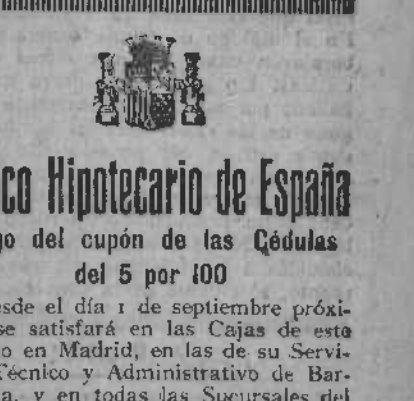 co Hipotecario de España
go del cupón de las Cédulas
del 5 por 100
esde el día 1 de septiembre próxi-
se satisfará en las Cajas de este
o en Madrid, en las de su Servi-
Técnico y Administrativo de Bar-
a, y en todas las Sucursales del